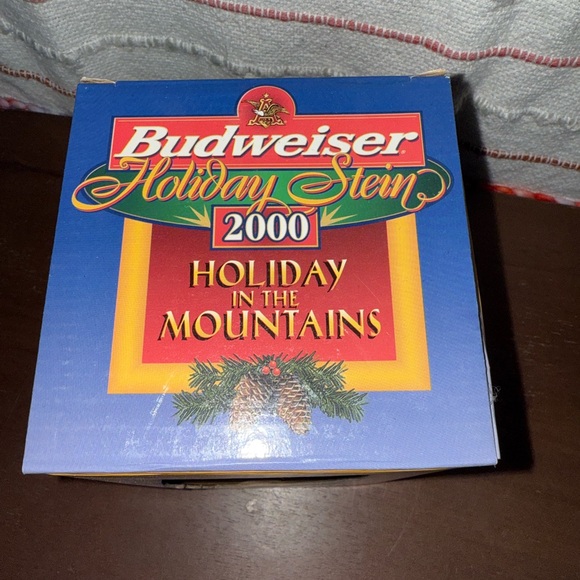 Budweiser
Holiday Stein
2000
HOLIDAY
IN THE
MOUNTAINS